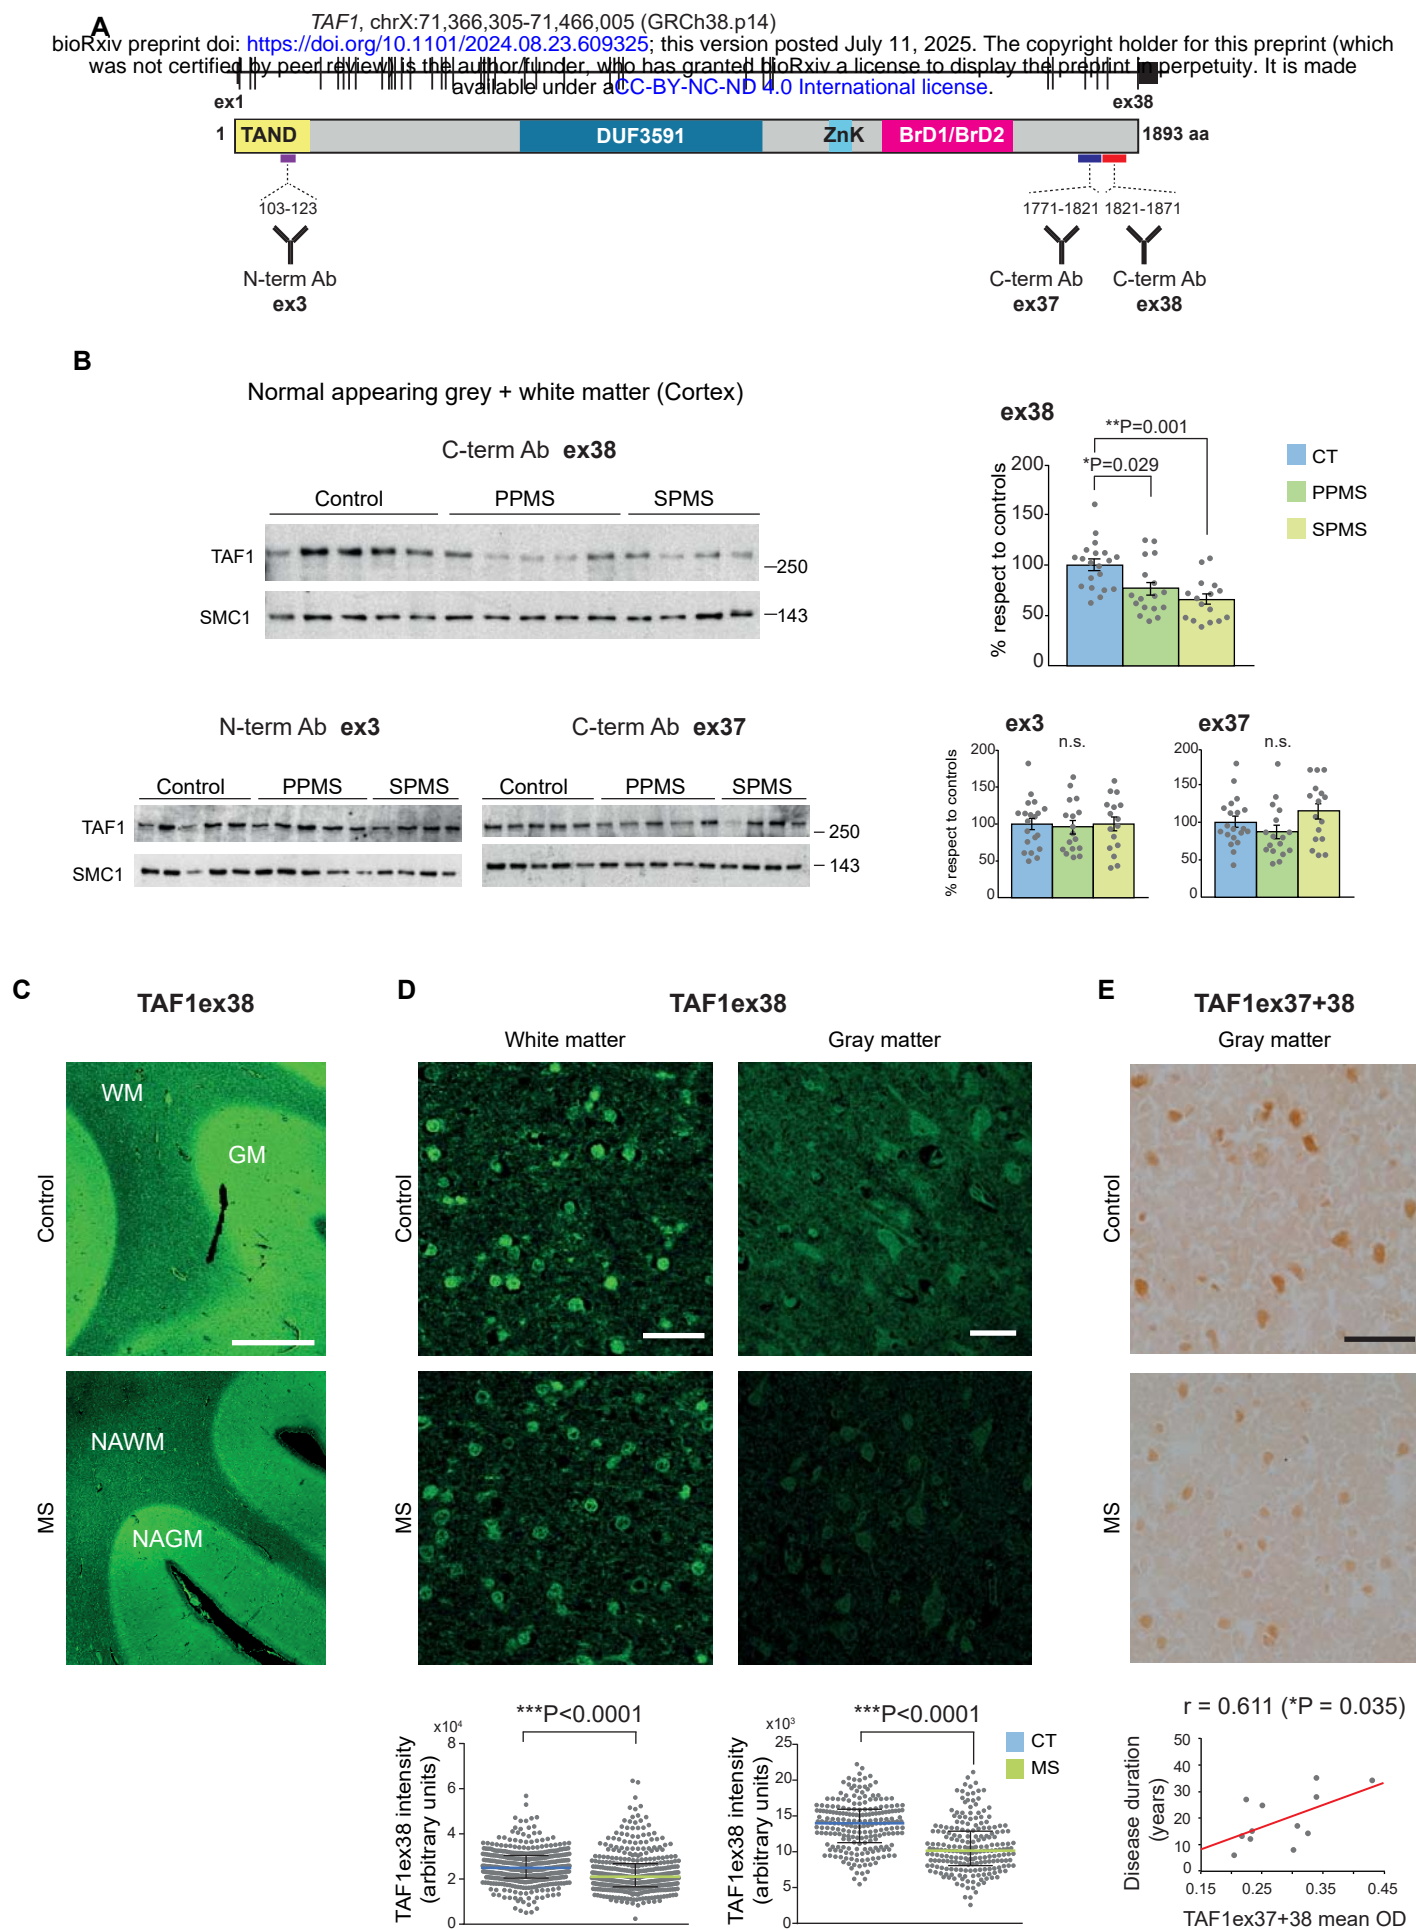 A
TAF1, chrX:71,366,305-71,466,005 (GRCh38.p14)
bioRxiv preprint doi: https://doi.org/10.1101/2024.08.23.609325; this version posted July 11, 2025. The copyright holder for this preprint (which
was not certified by peer review) is the author/funder, who has granted bioRxiv a license to display the preprint in perpetuity. It is made
available under aCC-BY-NC-ND 4.0 International license.
ex1 ex38
1 TAND DUF3591 ZnK BrD1/BrD2 1893 aa
103-123 1771-1821 1821-1871
N-term Ab C-term Ab C-term Ab
ex3 ex37 ex38
B
Normal appearing grey + white matter (Cortex)
C-term Ab ex38
Control PPMS SPMS
TAF1
250
SMC1
143
ex38
**P=0.001
*P=0.029
% respect to controls
200
150
100
50
0
CT
PPMS
SPMS
N-term Ab ex3
Control PPMS SPMS
TAF1
SMC1
C-term Ab ex37
Control PPMS SPMS
250
143
ex3
n.s.
% respect to controls
200
150
100
50
0
ex37
n.s.
200
150
100
50
0
C
TAF1ex38
Control
WM
GM
MS
NAWM
NAGM
D
TAF1ex38
White matter Gray matter
Control
MS
***P<0.0001
x10⁴
TAF1ex38 intensity
(arbitrary units)
8
6
4
2
0
***P<0.0001
x10³
TAF1ex38 intensity
(arbitrary units)
25
20
15
10
5
0
CT
MS
E
TAF1ex37+38
Gray matter
Control
MS
r = 0.611 (*P = 0.035)
Disease duration
(years)
50
40
30
20
10
0
0.15 0.25 0.35 0.45
TAF1ex37+38 mean OD